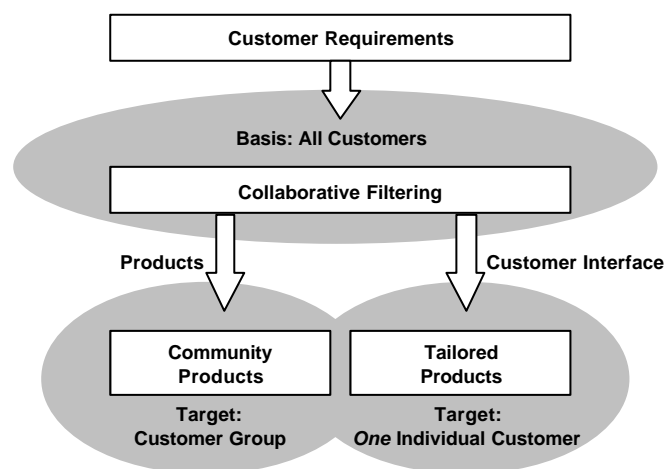 Customer Requirements
Basis: All Customers
Collaborative Filtering
Products
Customer Interface
Community
Products
Tailored
Products
Target:
Customer Group
Target:
One Individual Customer